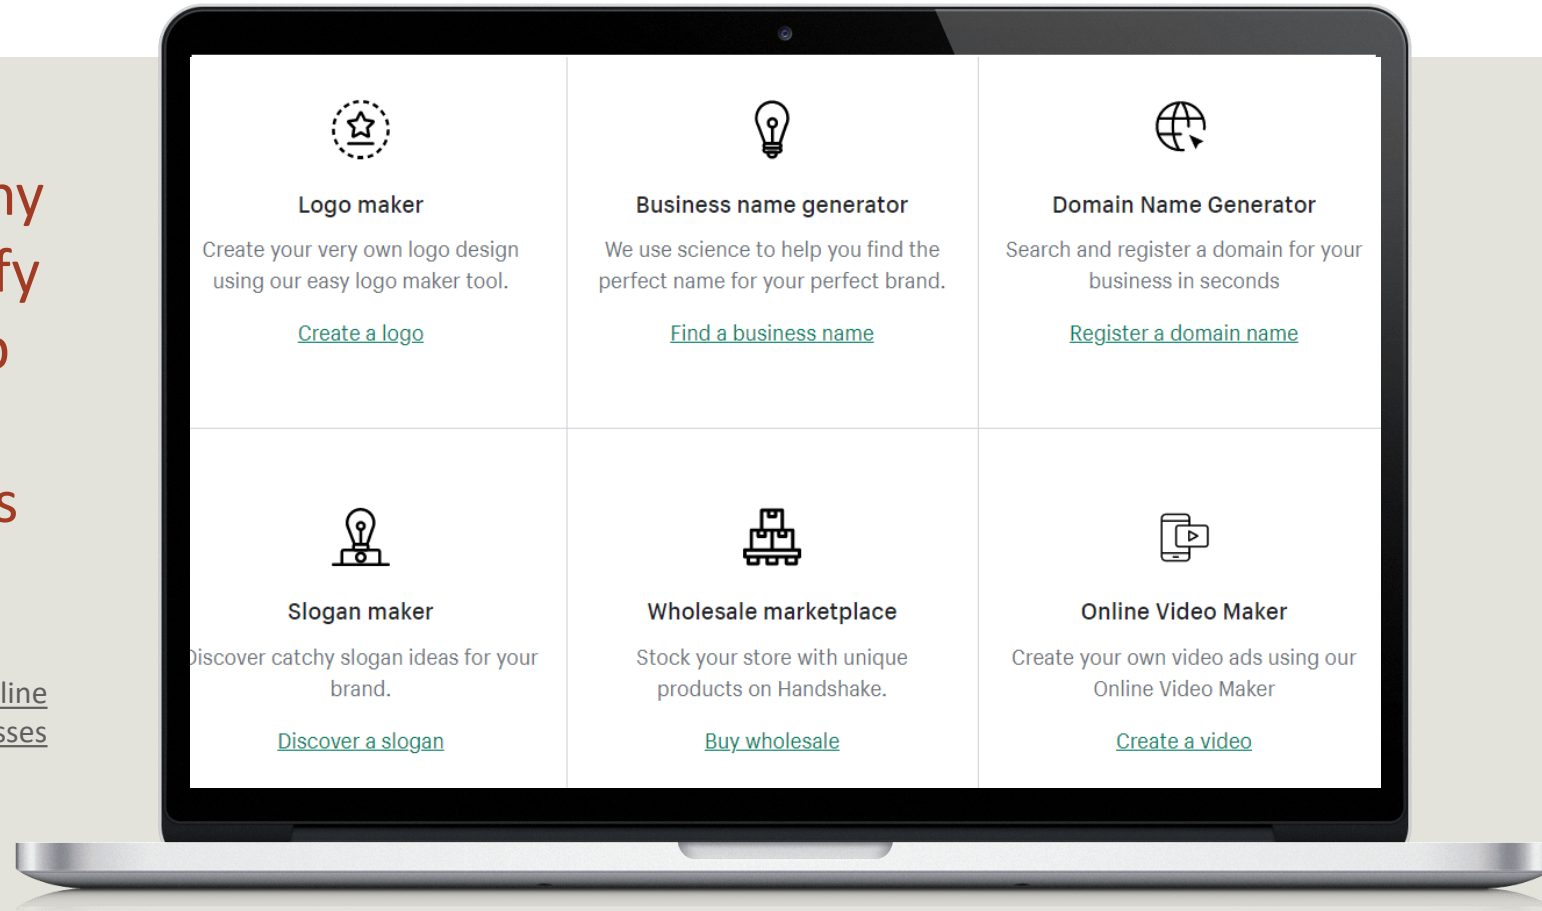 ny
fy
o
s
line
sses
Logo maker
Create your very own logo design
using our easy logo maker tool.
Create a logo
Business name generator
We use science to help you find the
perfect name for your perfect brand.
Find a business name
Domain Name Generator
Search and register a domain for your
business in seconds
Register a domain name
Slogan maker
Discover catchy slogan ideas for your
brand.
Discover a slogan
Wholesale marketplace
Stock your store with unique
products on Handshake.
Buy wholesale
Online Video Maker
Create your own video ads using our
Online Video Maker
Create a video